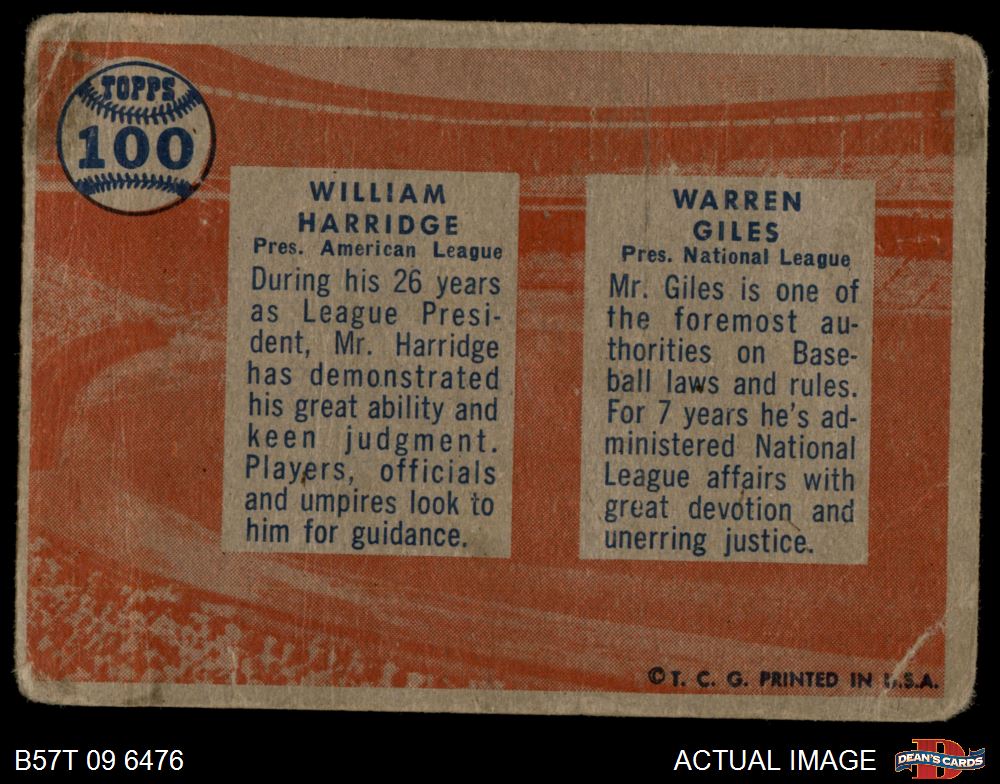 TOPPS
100
WILLIAM
HARRIDGE
Pres. American League
During his 26 years
as League Presi-
dent, Mr. Harridge
has demonstrated
his great ability and
keen judgment.
Players, officials
and umpires look to
him for guidance.
WARREN
GILES
Pres. National League
Mr. Giles is one of
the foremost au-
thorities on Base-
ball laws and rules.
For 7 years he's ad-
ministered National
League affairs with
great devotion and
unerring justice.
© T. C. G. PRINTED IN U.S.A.
B57T 09 6476
ACTUAL IMAGE
D
DEAN'S CARDS